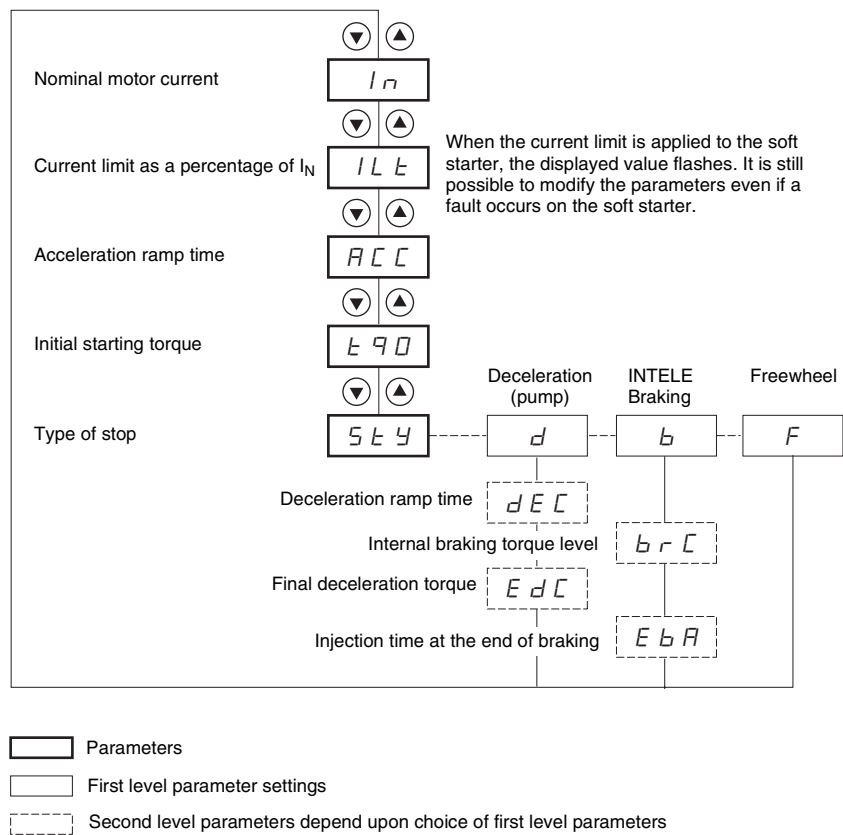 Nominal motor current
In
Current limit as a percentage of IN
ILt
When the current limit is applied to the soft
starter, the displayed value flashes. It is still
possible to modify the parameters even if a
fault occurs on the soft starter.
Acceleration ramp time
ACC
Initial starting torque
tq0
Deceleration
(pump)
INTELE
Braking
Freewheel
Type of stop
StY
d
b
F
Deceleration ramp time
dEC
Internal braking torque level
brC
Final deceleration torque
EdC
Injection time at the end of braking
EbA
Parameters
First level parameter settings
Second level parameters depend upon choice of first level parameters